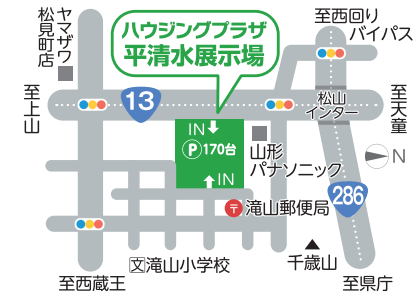 ヤマザワ
松見町店
ハウジングプラザ
平清水展示場
至西回り
バイパス
至上山
13
松山
インター
至天童
IN
P170台
山形
パナソニック
N
IN
286
〒滝山郵便局
文滝山小学校
千歳山
至西蔵王
至県庁